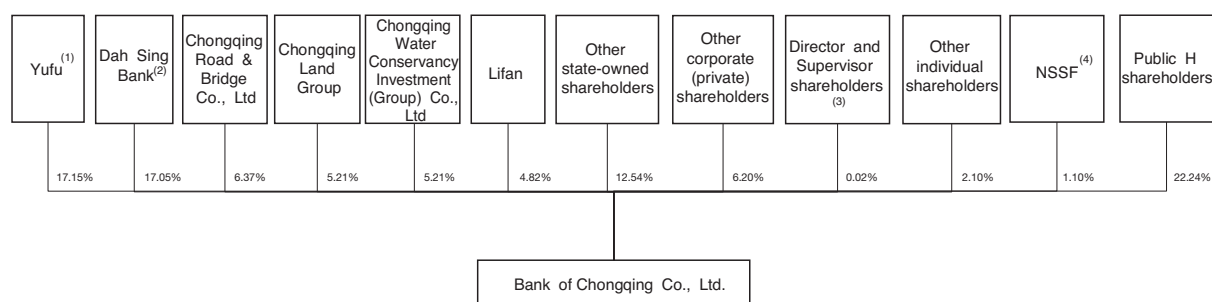 Yufu(1)
Dah Sing
Bank(2)
Chongqing
Road &
Bridge
Co., Ltd
Chongqing
Land
Group
Chongqing
Water
Conservancy
Investment
(Group) Co.,
Ltd
Lifan
Other
state-owned
shareholders
Other
corporate
(private)
shareholders
Director and
Supervisor
shareholders
(3)
Other
individual
shareholders
NSSF(4)
Public H
shareholders
17.15%
17.05%
6.37%
5.21%
5.21%
4.82%
12.54%
6.20%
0.02%
2.10%
1.10%
22.24%
Bank of Chongqing Co., Ltd.